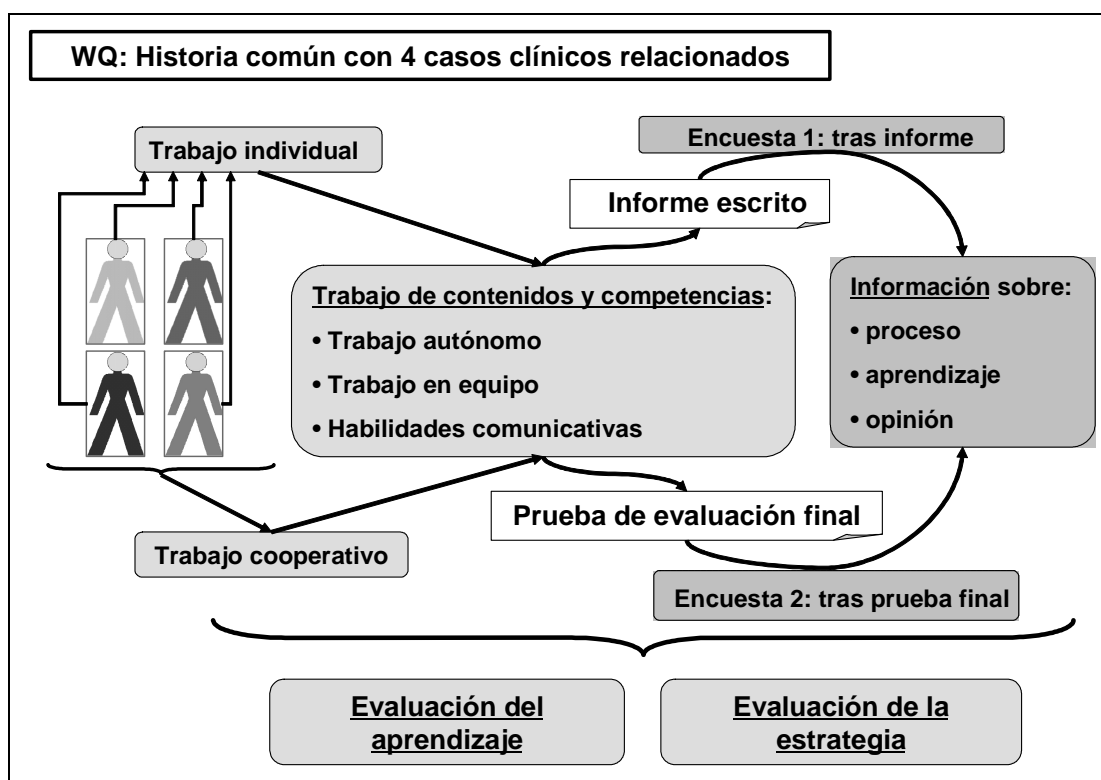 WQ: Historia común con 4 casos clínicos relacionados
Trabajo individual
Encuesta 1: tras informe
Informe escrito
Trabajo de contenidos y competencias:
• Trabajo autónomo
• Trabajo en equipo
• Habilidades comunicativas
Información sobre:
• proceso
• aprendizaje
• opinión
Prueba de evaluación final
Trabajo cooperativo
Encuesta 2: tras prueba final
Evaluación del
aprendizaje
Evaluación de la
estrategia